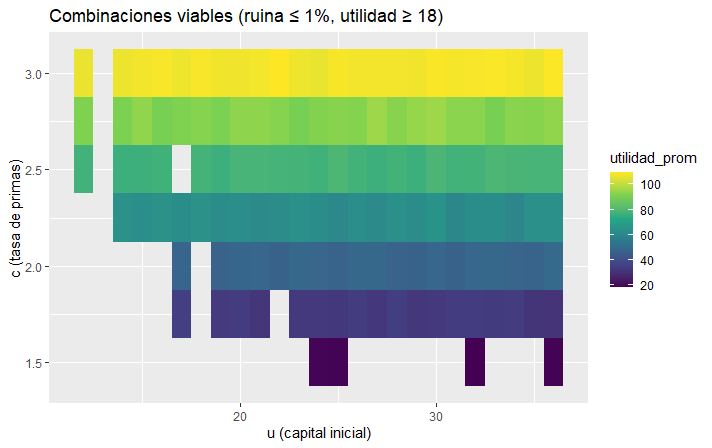 Combinaciones viables (ruina ≤ 1%, utilidad ≥ 18)
c (tasa de primas)
3.0
2.5
2.0
1.5
20
30
u (capital inicial)
utilidad_prom
100
80
60
40
20